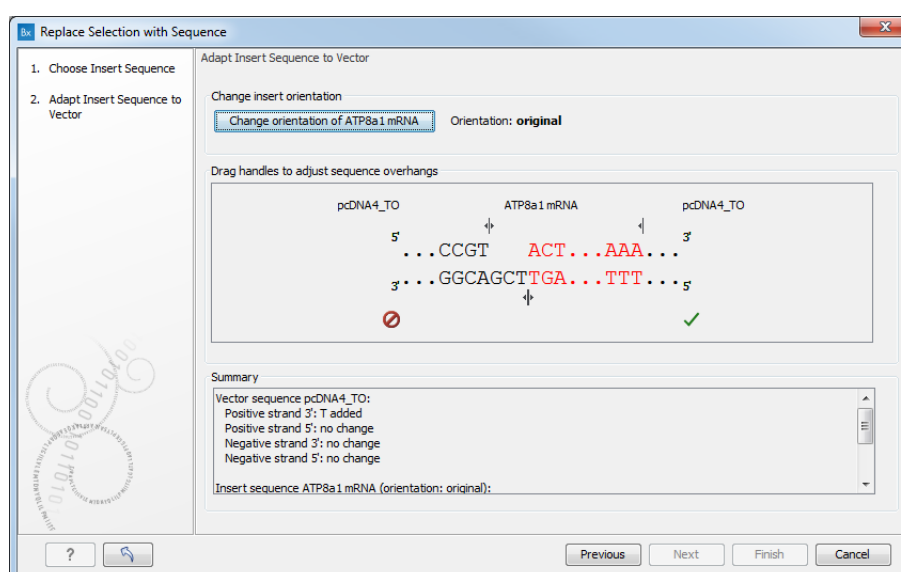 Bx Replace Selection with Sequence
1. Choose Insert Sequence
2. Adapt Insert Sequence to
Vector
Adapt Insert Sequence to Vector
Change insert orientation
Change orientation of ATP8a1 mRNA Orientation: original
Drag handles to adjust sequence overhangs
pcDNA4_TO ATP8a1 mRNA pcDNA4_TO
5' 3'
...CCGT ACT...AAA...
3'...GGCAGCTTGA...TTT...5'
Summary
Vector sequence pcDNA4_TO:
Positive strand 3': T added
Positive strand 5': no change
Negative strand 3': no change
Negative strand 5': no change
Insert sequence ATP8a1 mRNA (orientation: original):
? Previous Next Finish Cancel